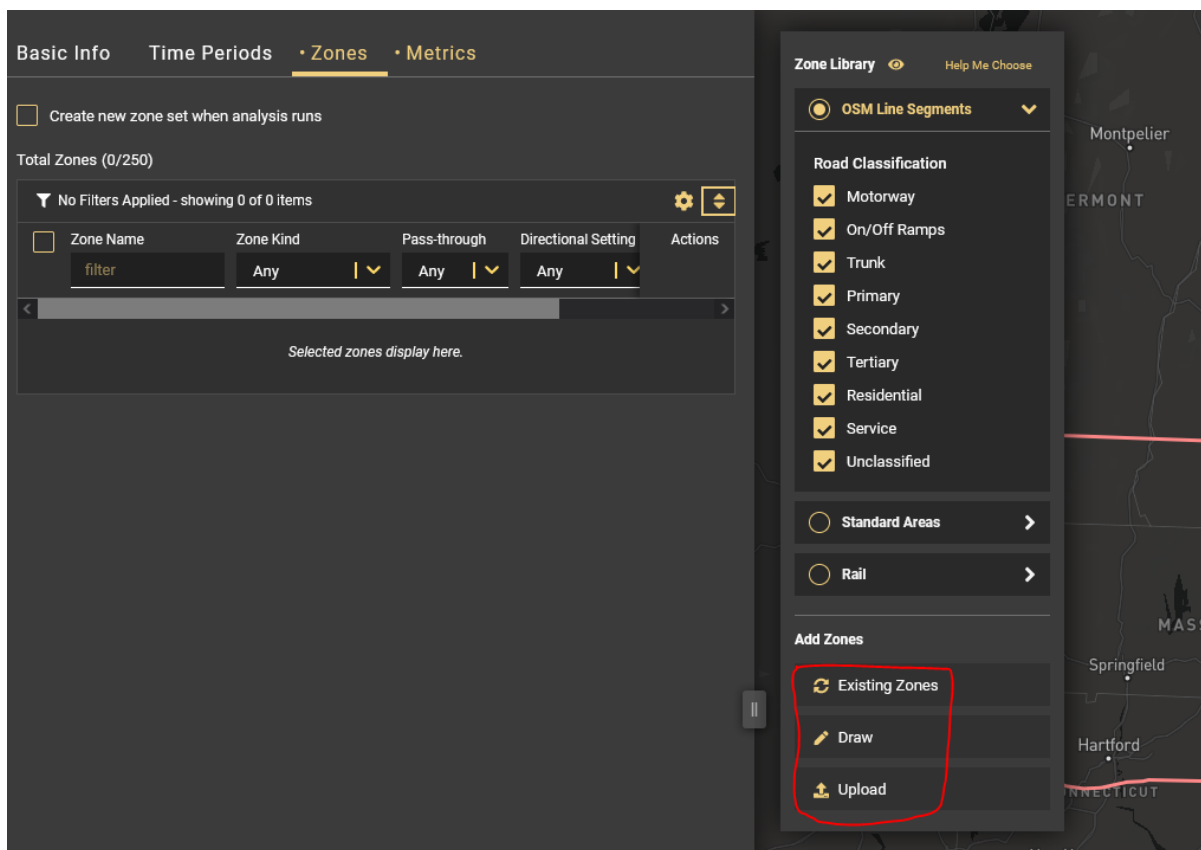 Basic Info Time Periods • Zones • Metrics
Create new zone set when analysis runs
Total Zones (0/250)
No Filters Applied - showing 0 of 0 items
Zone Name Zone Kind Pass-through Directional Setting Actions
filter Any Any Any
Selected zones display here.
Zone Library Help Me Choose
OSM Line Segments
Road Classification
Motorway
On/Off Ramps
Trunk
Primary
Secondary
Tertiary
Residential
Service
Unclassified
Standard Areas
Rail
Add Zones
Existing Zones
Draw
Upload
Montpelier
ERMONT
MASS
Springfield
Hartford
NNECTICUT